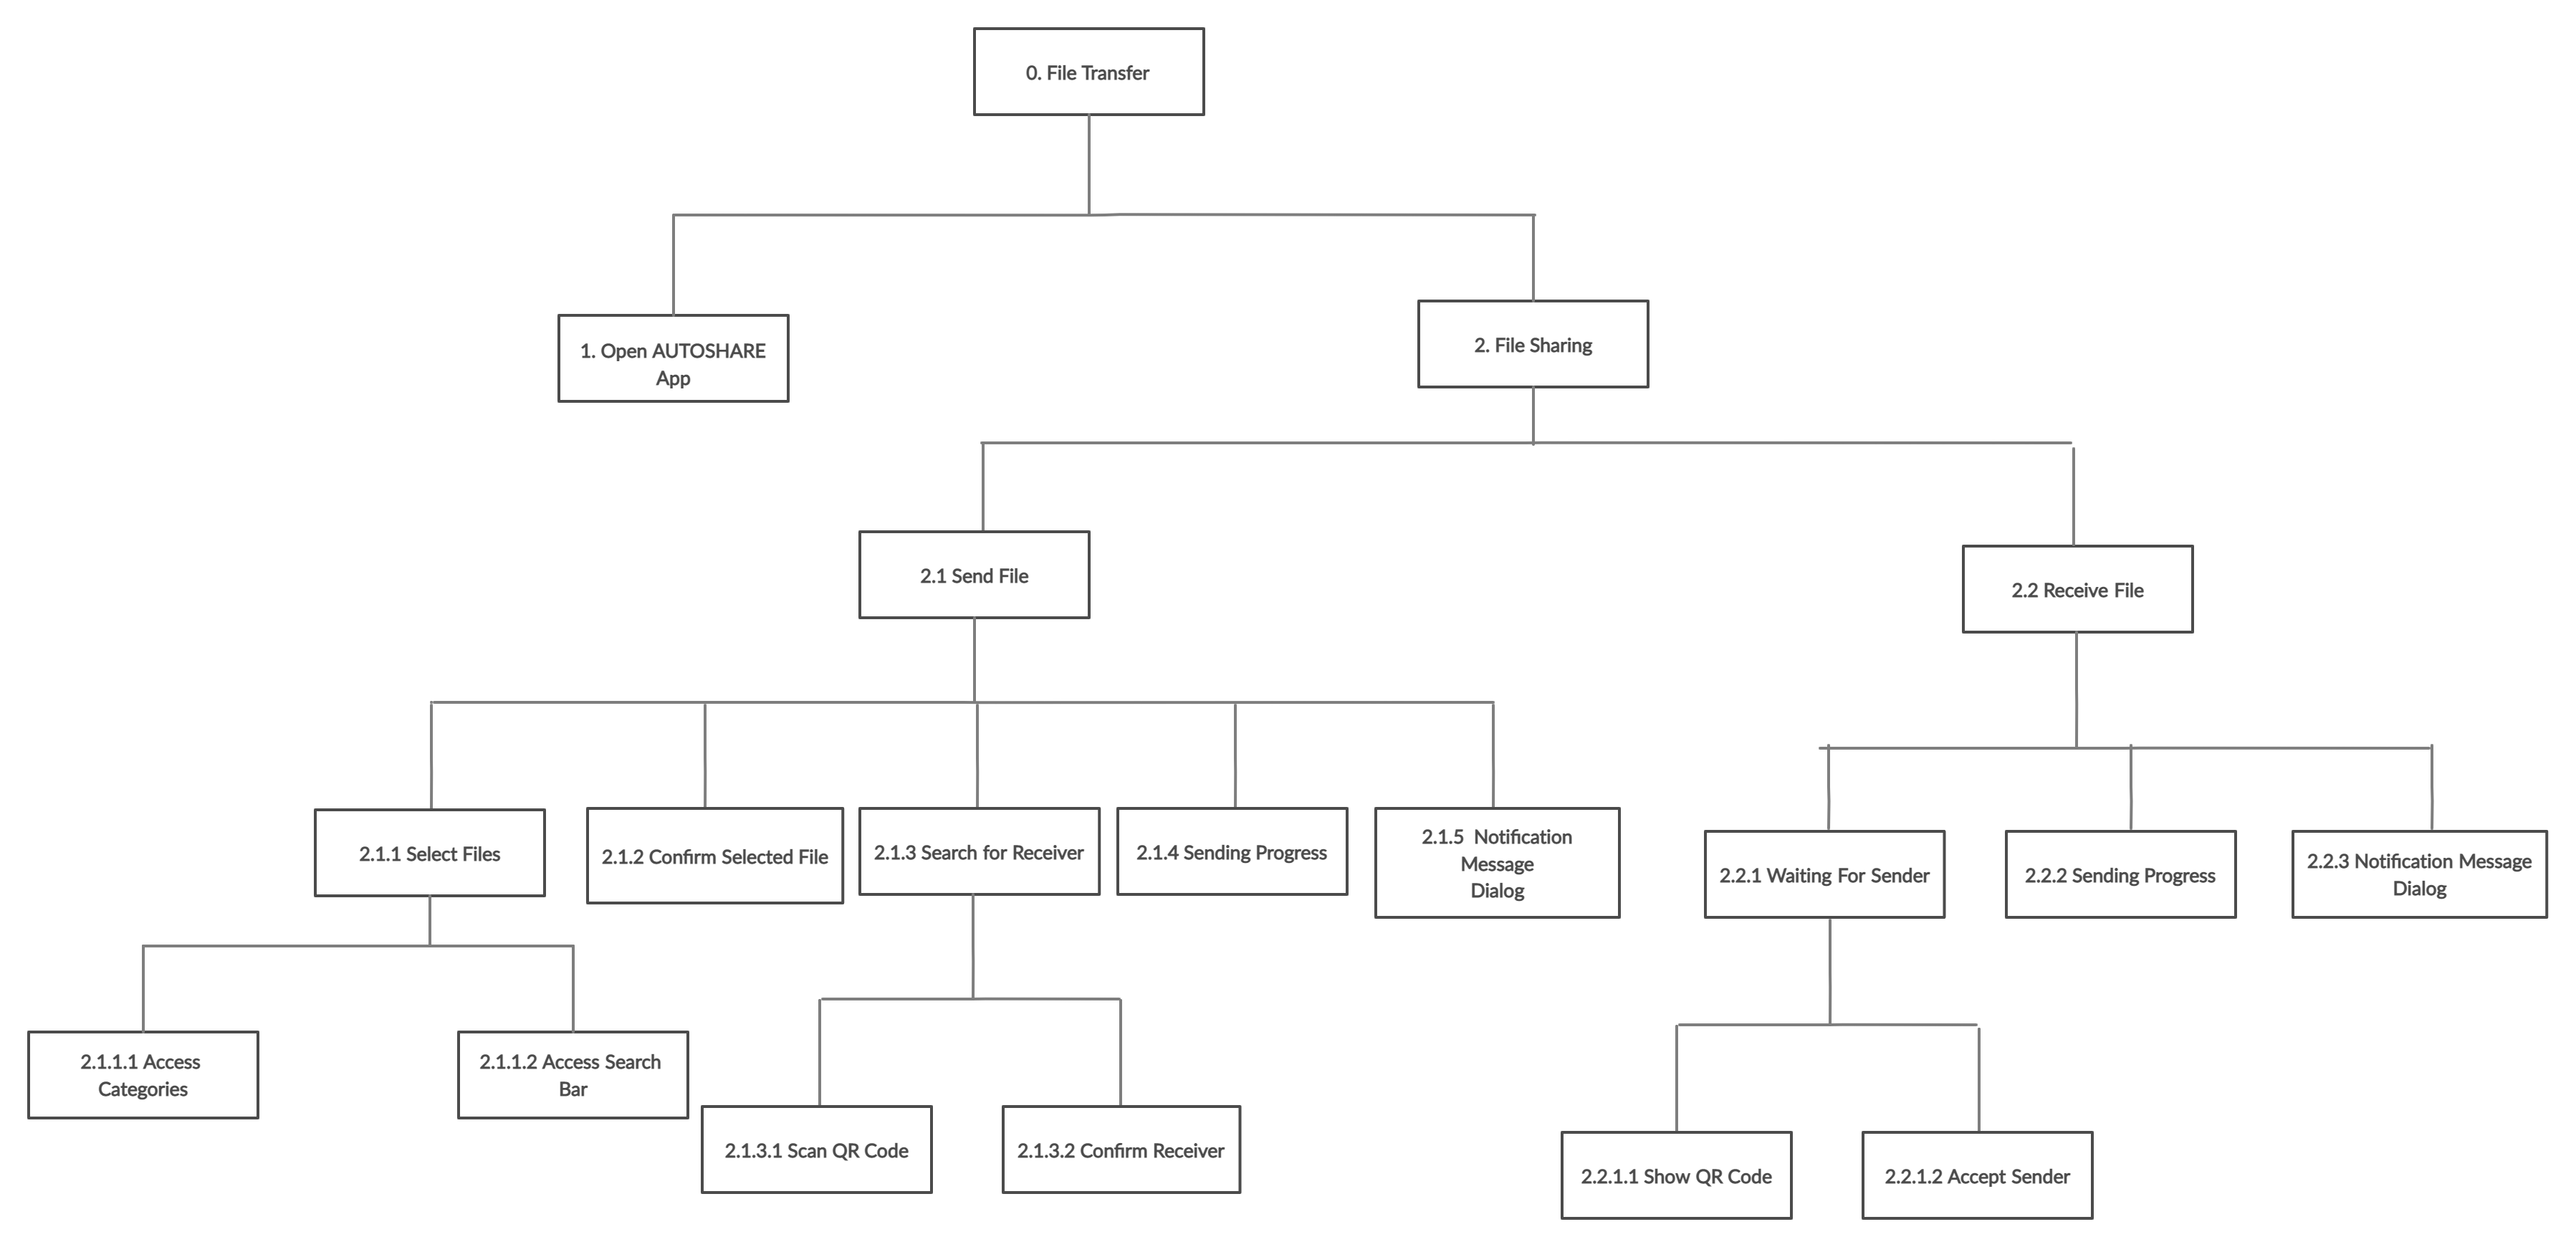 0. File Transfer
1. Open AUTOSHARE
App
2. File Sharing
2.1 Send File
2.2 Receive File
2.1.1 Select Files
2.1.2 Confirm Selected File
2.1.3 Search for Receiver
2.1.4 Sending Progress
2.1.5  Notification
Message
Dialog
2.2.1 Waiting For Sender
2.2.2 Sending Progress
2.2.3 Notification Message
Dialog
2.1.1.1 Access
Categories
2.1.1.2 Access Search
Bar
2.1.3.1 Scan QR Code
2.1.3.2 Confirm Receiver
2.2.1.1 Show QR Code
2.2.1.2 Accept Sender